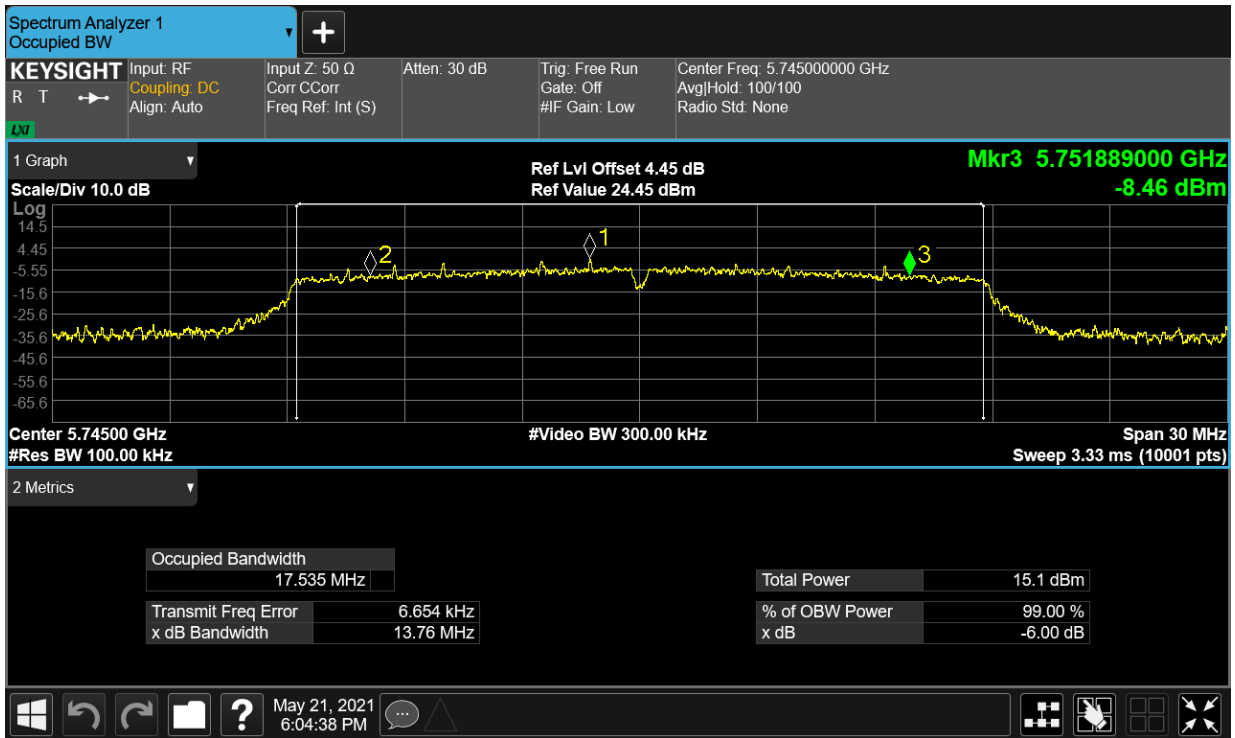 Spectrum Analyzer 1
Occupied BW
KEYSIGHT
R T
LXI
Input: RF
Coupling: DC
Align: Auto
Input Z: 50 Ω
Corr CCorr
Freq Ref: Int (S)
Atten: 30 dB
Trig: Free Run
Gate: Off
#IF Gain: Low
Center Freq: 5.745000000 GHz
Avg|Hold: 100/100
Radio Std: None
1 Graph
Scale/Div 10.0 dB
Ref Lvl Offset 4.45 dB
Ref Value 24.45 dBm
Mkr3 5.751889000 GHz
-8.46 dBm
Log
14.5
4.45
-5.55
-15.6
-25.6
-35.6
-45.6
-55.6
-65.6
2
1
3
Center 5.74500 GHz
#Video BW 300.00 kHz
Span 30 MHz
#Res BW 100.00 kHz
Sweep 3.33 ms (10001 pts)
2 Metrics
Occupied Bandwidth
17.535 MHz
Transmit Freq Error 6.654 kHz
x dB Bandwidth 13.76 MHz
Total Power 15.1 dBm
% of OBW Power 99.00 %
x dB -6.00 dB
?
May 21, 2021
6:04:38 PM